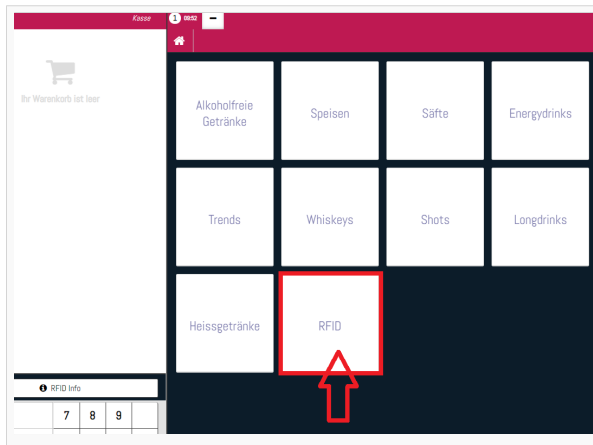 Kasse
1 09:52 –
Ihr Warenkorb ist leer
Alkoholfreie
Getränke
Speisen
Säfte
Energydrinks
Trends
Whiskeys
Shots
Longdrinks
Heissgetränke
RFID
RFID Info
7 8 9